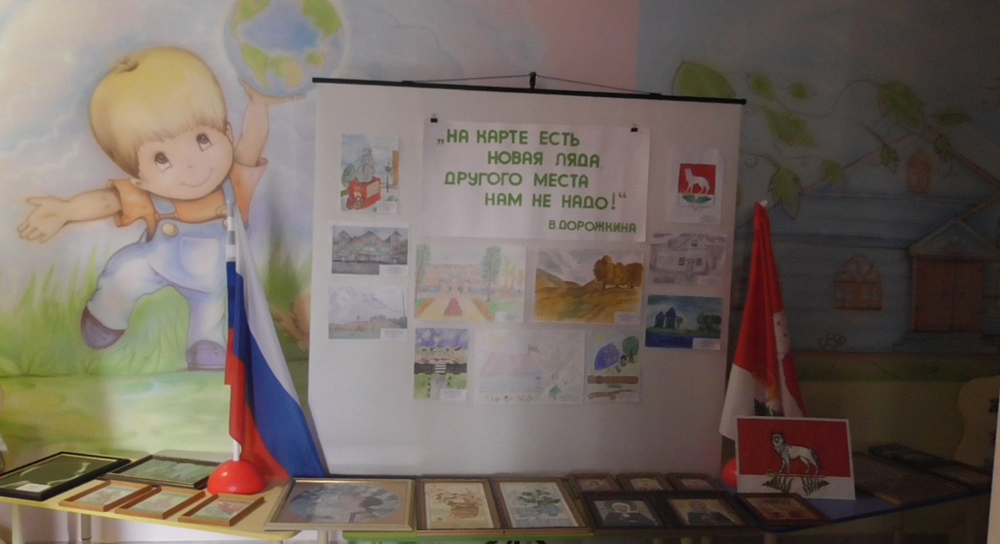 „НА КАРТЕ ЕСТЬ
НОВАЯ ЛЯДА
ДРУГОГО МЕСТА
НАМ НЕ НАДО!“
В.ДОРОЖКИНА